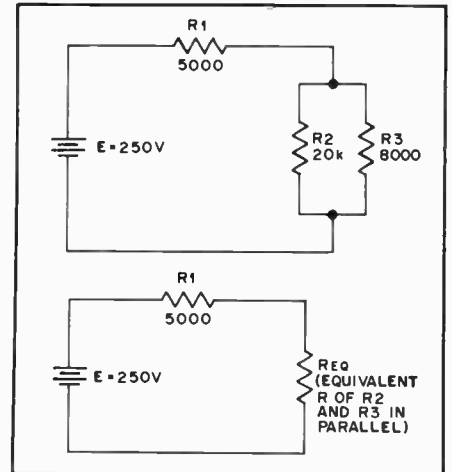 R1
5000
E=250V
R2
20k
R3
8000
R1
5000
E=250V
REQ
(EQUIVALENT
R OF R2
AND R3 IN
PARALLEL)